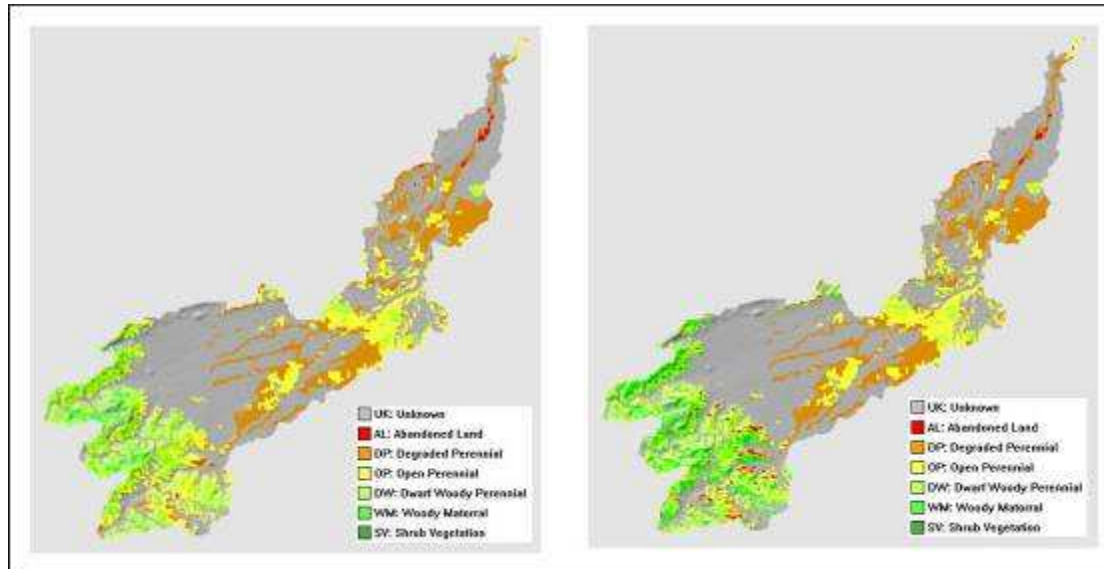 UK: Unknown
AL: Abandoned Land
DP: Degraded Perennial
OP: Open Perennial
DW: Dwarf Woody Perennial
WM: Woody Matorral
SV: Shrub Vegetation
UK: Unknown
AL: Abandoned Land
DP: Degraded Perennial
OP: Open Perennial
DW: Dwarf Woody Perennial
WM: Woody Matorral
SV: Shrub Vegetation